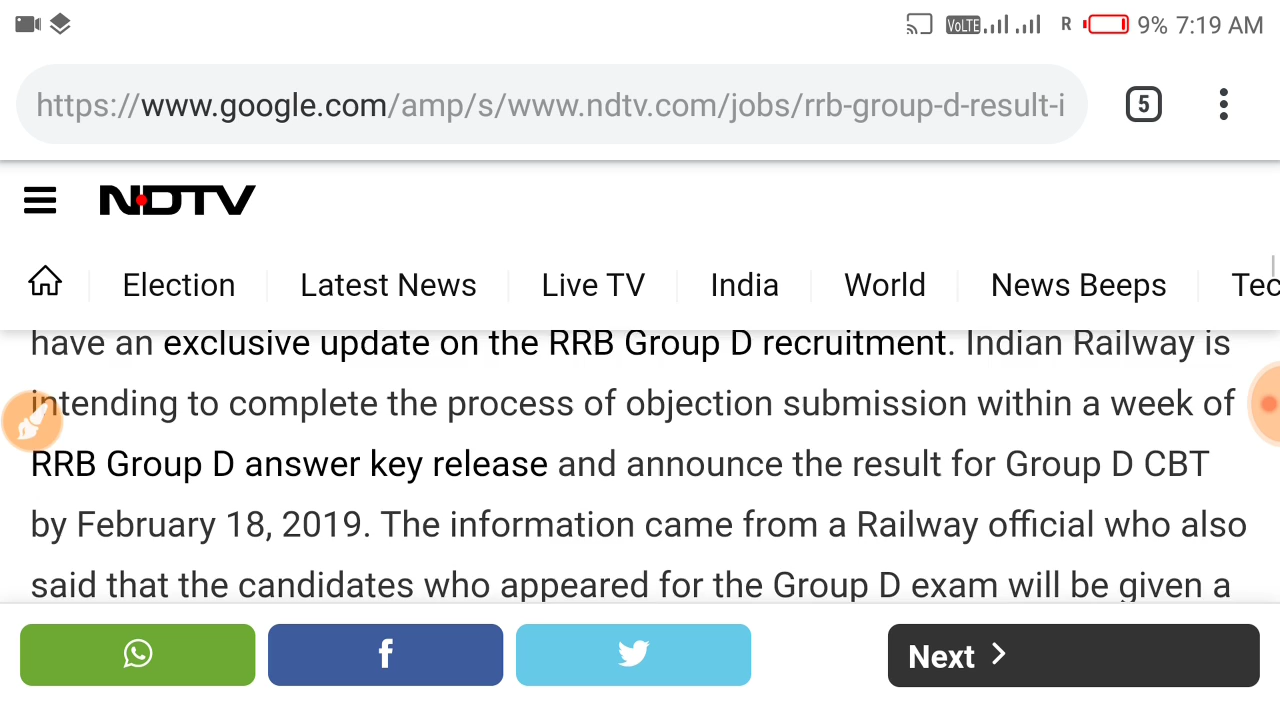 VoLTE R 9% 7:19 AM
https://www.google.com/amp/s/www.ndtv.com/jobs/rrb-group-d-result-i 5
NDTV
Election Latest News Live TV India World News Beeps Tec
have an exclusive update on the RRB Group D recruitment. Indian Railway is
intending to complete the process of objection submission within a week of
RRB Group D answer key release and announce the result for Group D CBT
by February 18, 2019. The information came from a Railway official who also
said that the candidates who appeared for the Group D exam will be given a
Next